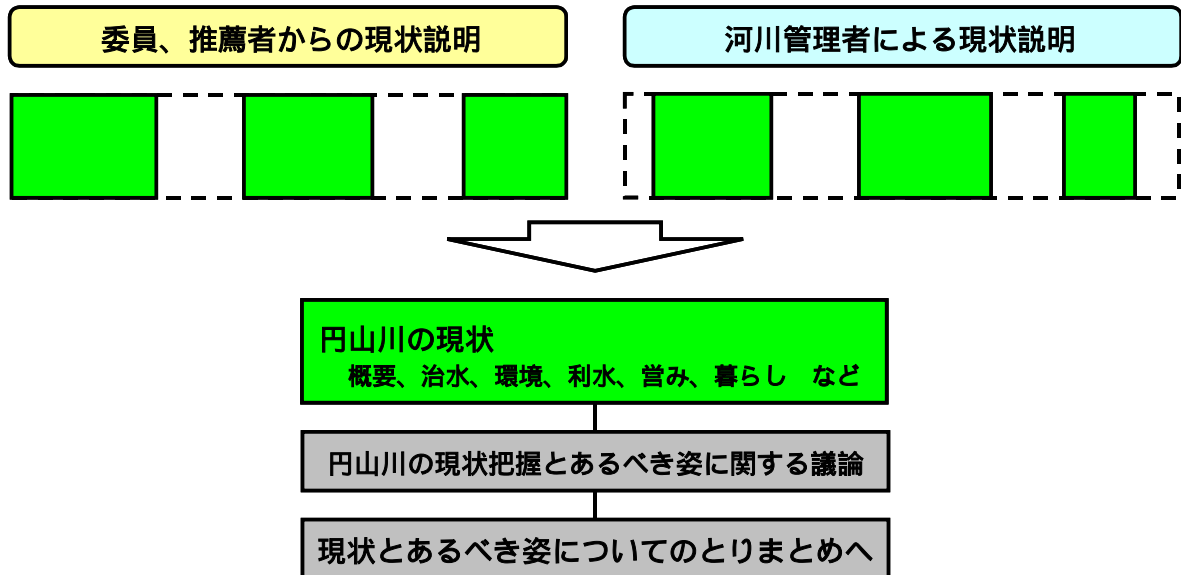 委員、推薦者からの現状説明
河川管理者による現状説明
円山川の現状
概要、治水、環境、利水、営み、暮らし　など
円山川の現状把握とあるべき姿に関する議論
現状とあるべき姿についてのとりまとめへ